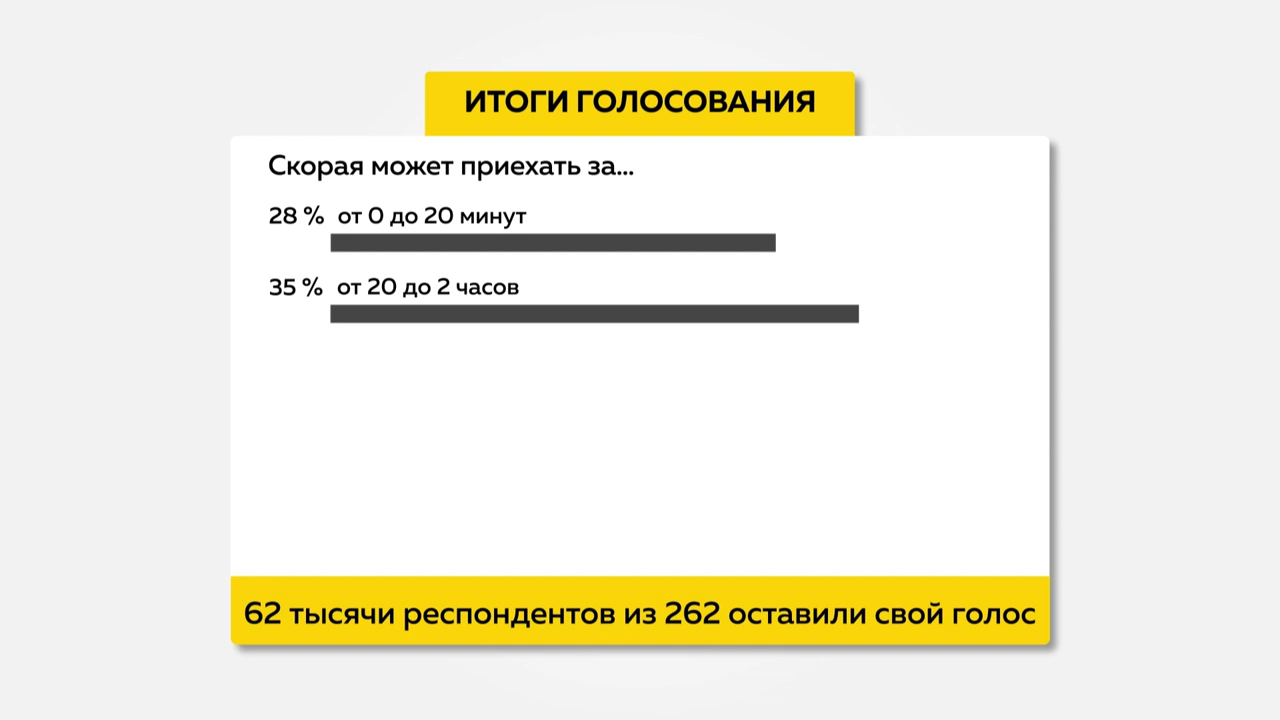 ИТОГИ ГОЛОСОВАНИЯ
Скорая может приехать за...
28 % от 0 до 20 минут
35 % от 20 до 2 часов
62 тысячи респондентов из 262 оставили свой голос